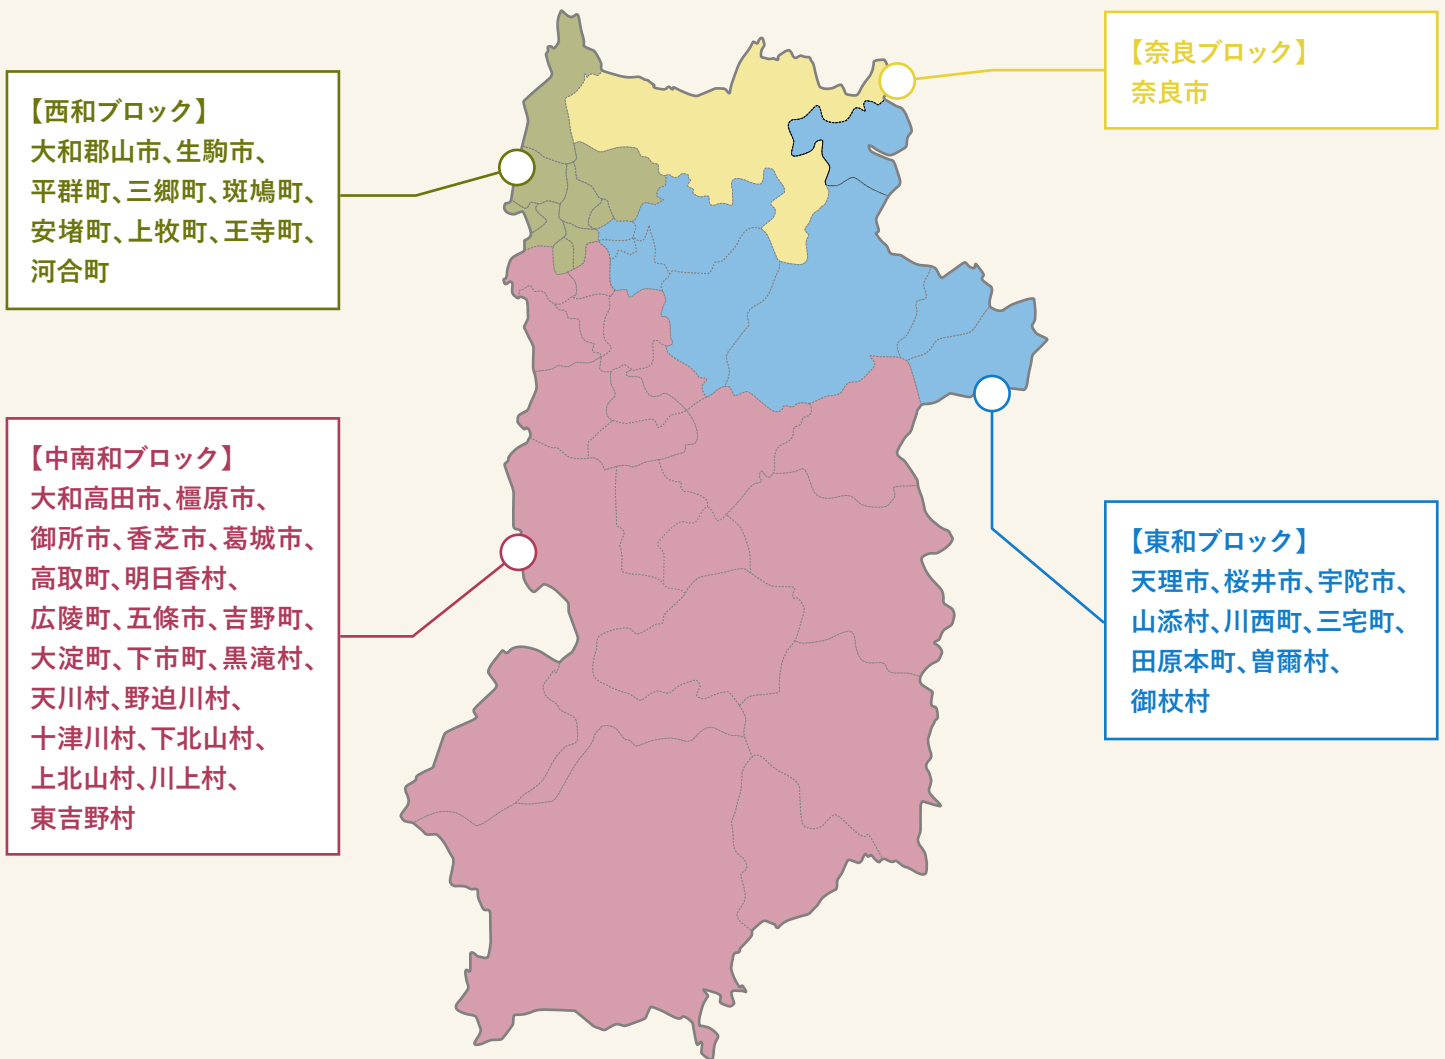 【西和ブロック】
大和郡山市、生駒市、
平群町、三郷町、斑鳩町、
安堵町、上牧町、王寺町、
河合町
【奈良ブロック】
奈良市
【中南和ブロック】
大和高田市、橿原市、
御所市、香芝市、葛城市、
高取町、明日香村、
広陵町、五條市、吉野町、
大淀町、下市町、黒滝村、
天川村、野迫川村、
十津川村、下北山村、
上北山村、川上村、
東吉野村
【東和ブロック】
天理市、桜井市、宇陀市、
山添村、川西町、三宅町、
田原本町、曽爾村、
御杖村